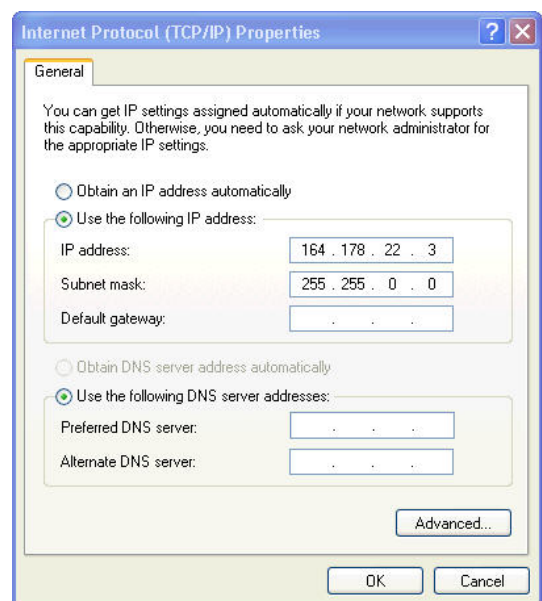 Internet Protocol (TCP/IP) Properties
General
You can get IP settings assigned automatically if your network supports
this capability. Otherwise, you need to ask your network administrator for
the appropriate IP settings.
Obtain an IP address automatically
Use the following IP address:
IP address: 164 . 178 . 22 . 3
Subnet mask: 255 . 255 . 0 . 0
Default gateway: . . .
Obtain DNS server address automatically
Use the following DNS server addresses:
Preferred DNS server: . . .
Alternate DNS server: . . .
Advanced...
OK Cancel